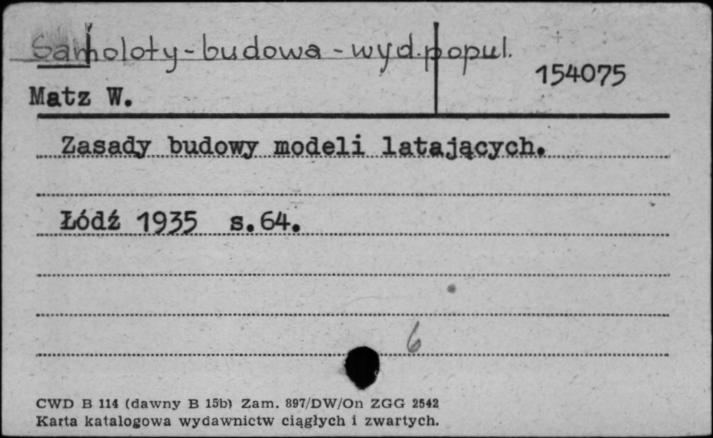 Samoloty - budowa - wyd. popul.
154075
Matz W.
Zasady budowy modeli latających.
Łódź 1935 s. 64.
6
CWD B 114 (dawny B 15b) Zam. 897/DW/On ZGG 2542
Karta katalogowa wydawnictw ciągłych i zwartych.